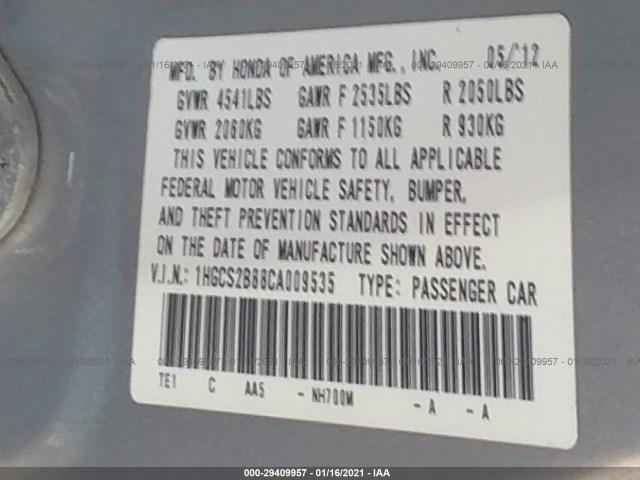 MFD. BY HONDA OF AMERICA MFG., INC. 05/12
GVWR 4541LBS GAWR F 2535LBS R 2050LBS
GVWR 2060KG GAWR F 1150KG R 930KG
THIS VEHICLE CONFORMS TO ALL APPLICABLE
FEDERAL MOTOR VEHICLE SAFETY, BUMPER,
AND THEFT PREVENTION STANDARDS IN EFFECT
ON THE DATE OF MANUFACTURE SHOWN ABOVE.
V.I.N.: 1HGCS2B88CA009535 TYPE: PASSENGER CAR
TE1 C AA5 - NH700M - A - A
000-29409957 - 01/16/2021 - IAA